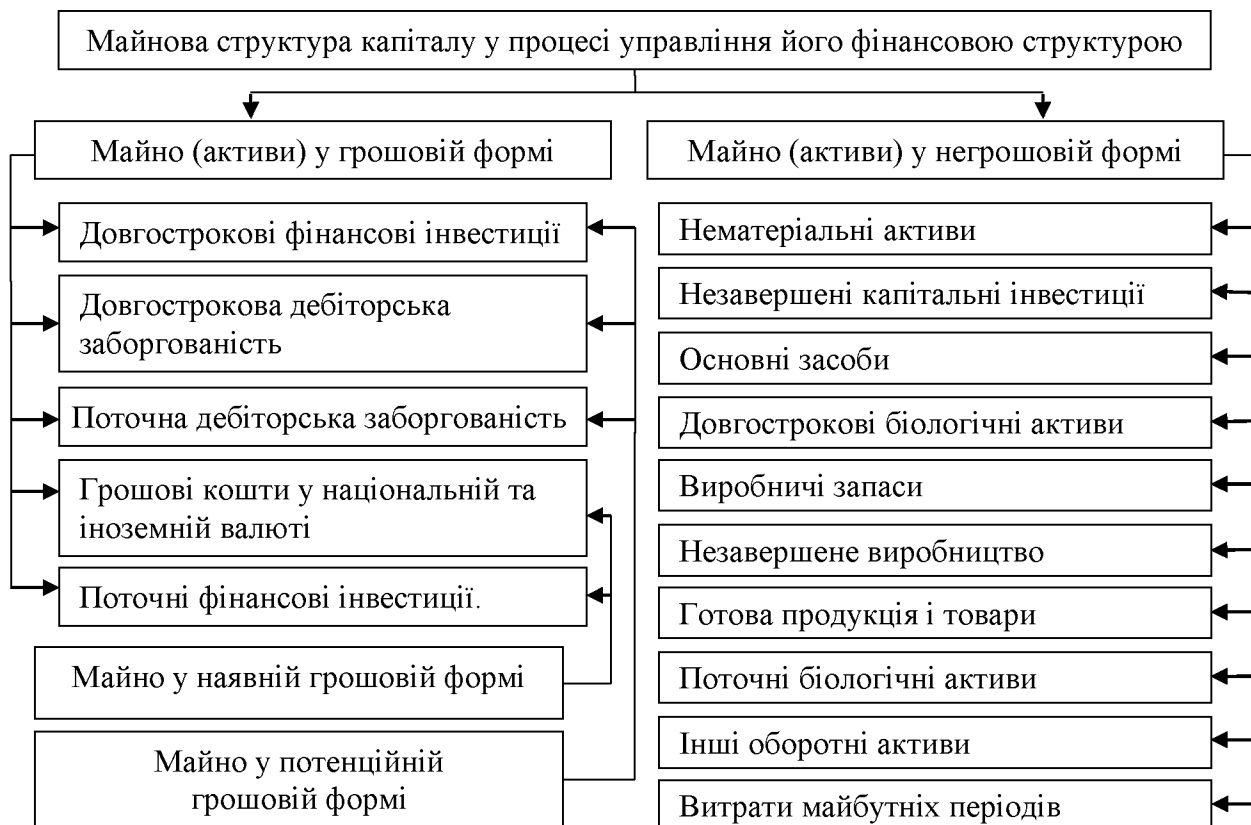 Майнова структура капіталу у процесі управління його фінансовою структурою
Майно (активи) у грошовій формі
Довгострокові фінансові інвестиції
Довгострокова дебіторська
заборгованість
Поточна дебіторська заборгованість
Грошові кошти у національній та
іноземній валюті
Поточні фінансові інвестиції.
Майно у наявній грошовій формі
Майно у потенційній
грошовій формі
Майно (активи) у негрошовій формі
Нематеріальні активи
Незавершені капітальні інвестиції
Основні засоби
Довгострокові біологічні активи
Виробничі запаси
Незавершене виробництво
Готова продукція і товари
Поточні біологічні активи
Інші оборотні активи
Витрати майбутніх періодів